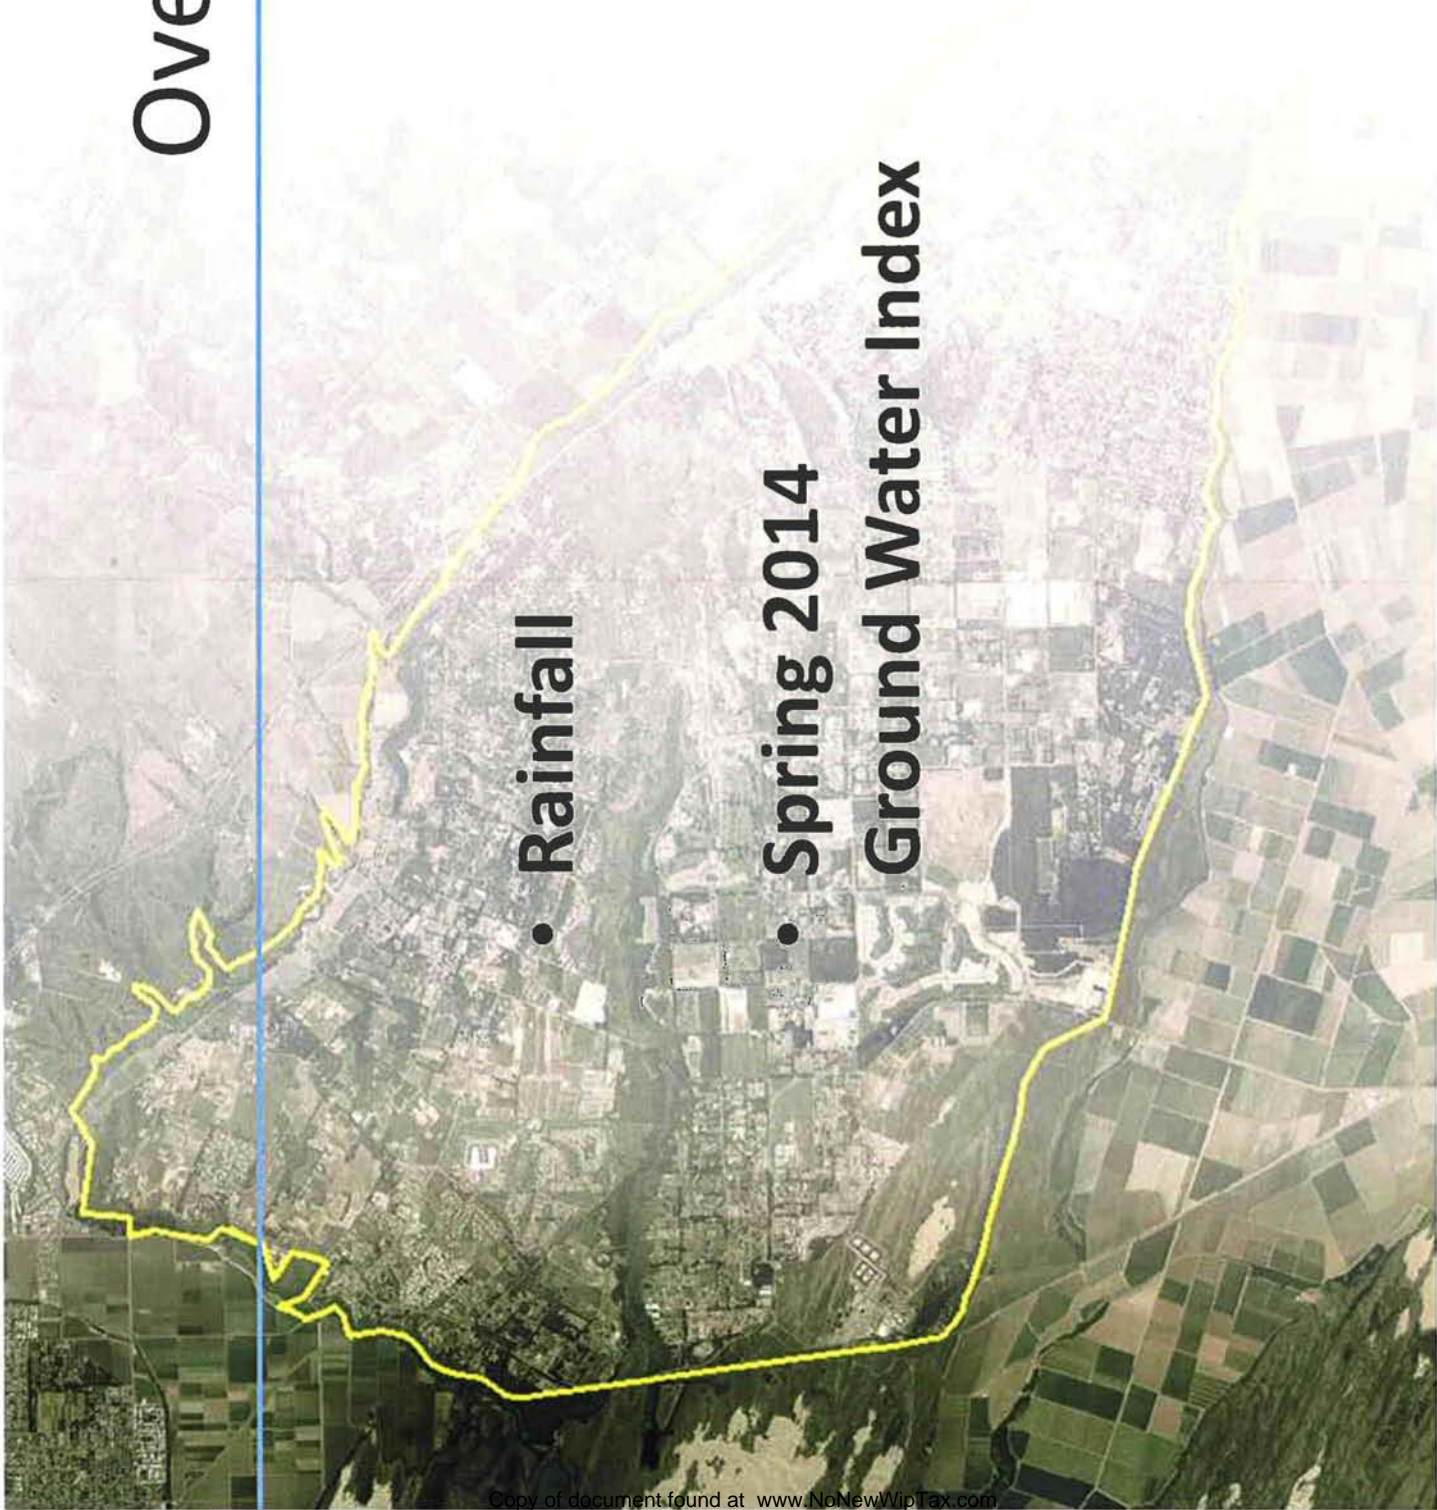 Ove
• Rainfall
• Spring 2014
Ground Water Index
Copy of document found at www.NoNewWipTax.com